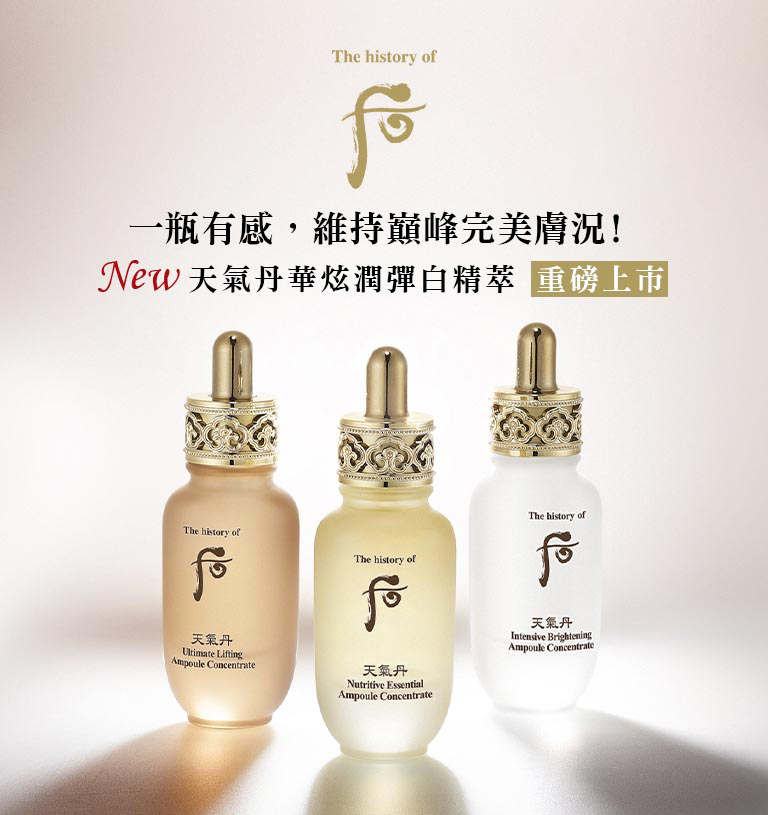 The history of
后
一瓶有感，維持巔峰完美膚況！
New 天氣丹華炫潤彈白精萃 重磅上市
The history of
后
天氣丹
Ultimate Lifting
Ampoule Concentrate
The history of
后
天氣丹
Nutritive Essential
Ampoule Concentrate
The history of
后
天氣丹
Intensive Brightening
Ampoule Concentrate